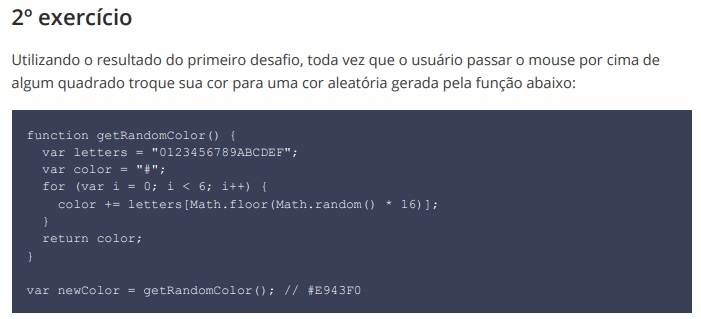 2º exercício
Utilizando o resultado do primeiro desafio, toda vez que o usuário passar o mouse por cima de
algum quadrado troque sua cor para uma cor aleatória gerada pela função abaixo:
function getRandomColor() {
  var letters = "0123456789ABCDEF";
  var color = "#";
  for (var i = 0; i < 6; i++) {
    color += letters[Math.floor(Math.random() * 16)];
  }
  return color;
}
var newColor = getRandomColor(); // #E943F0